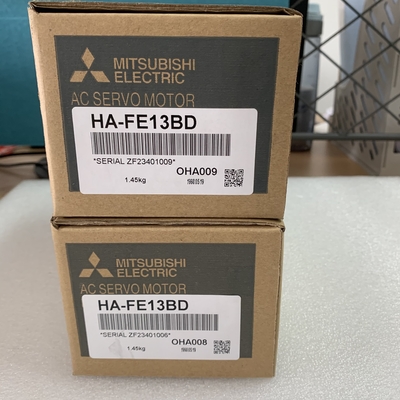 MITSUBISHI
ELECTRIC
AC SERVO MOTOR
HA-FE13BD
*SERIAL ZF23401009*
OHA009
1.45kg
MITSUBISHI
ELECTRIC
AC SERVO MOTOR
HA-FE13BD
*SERIAL ZF23401006*
OHA008
1.45kg